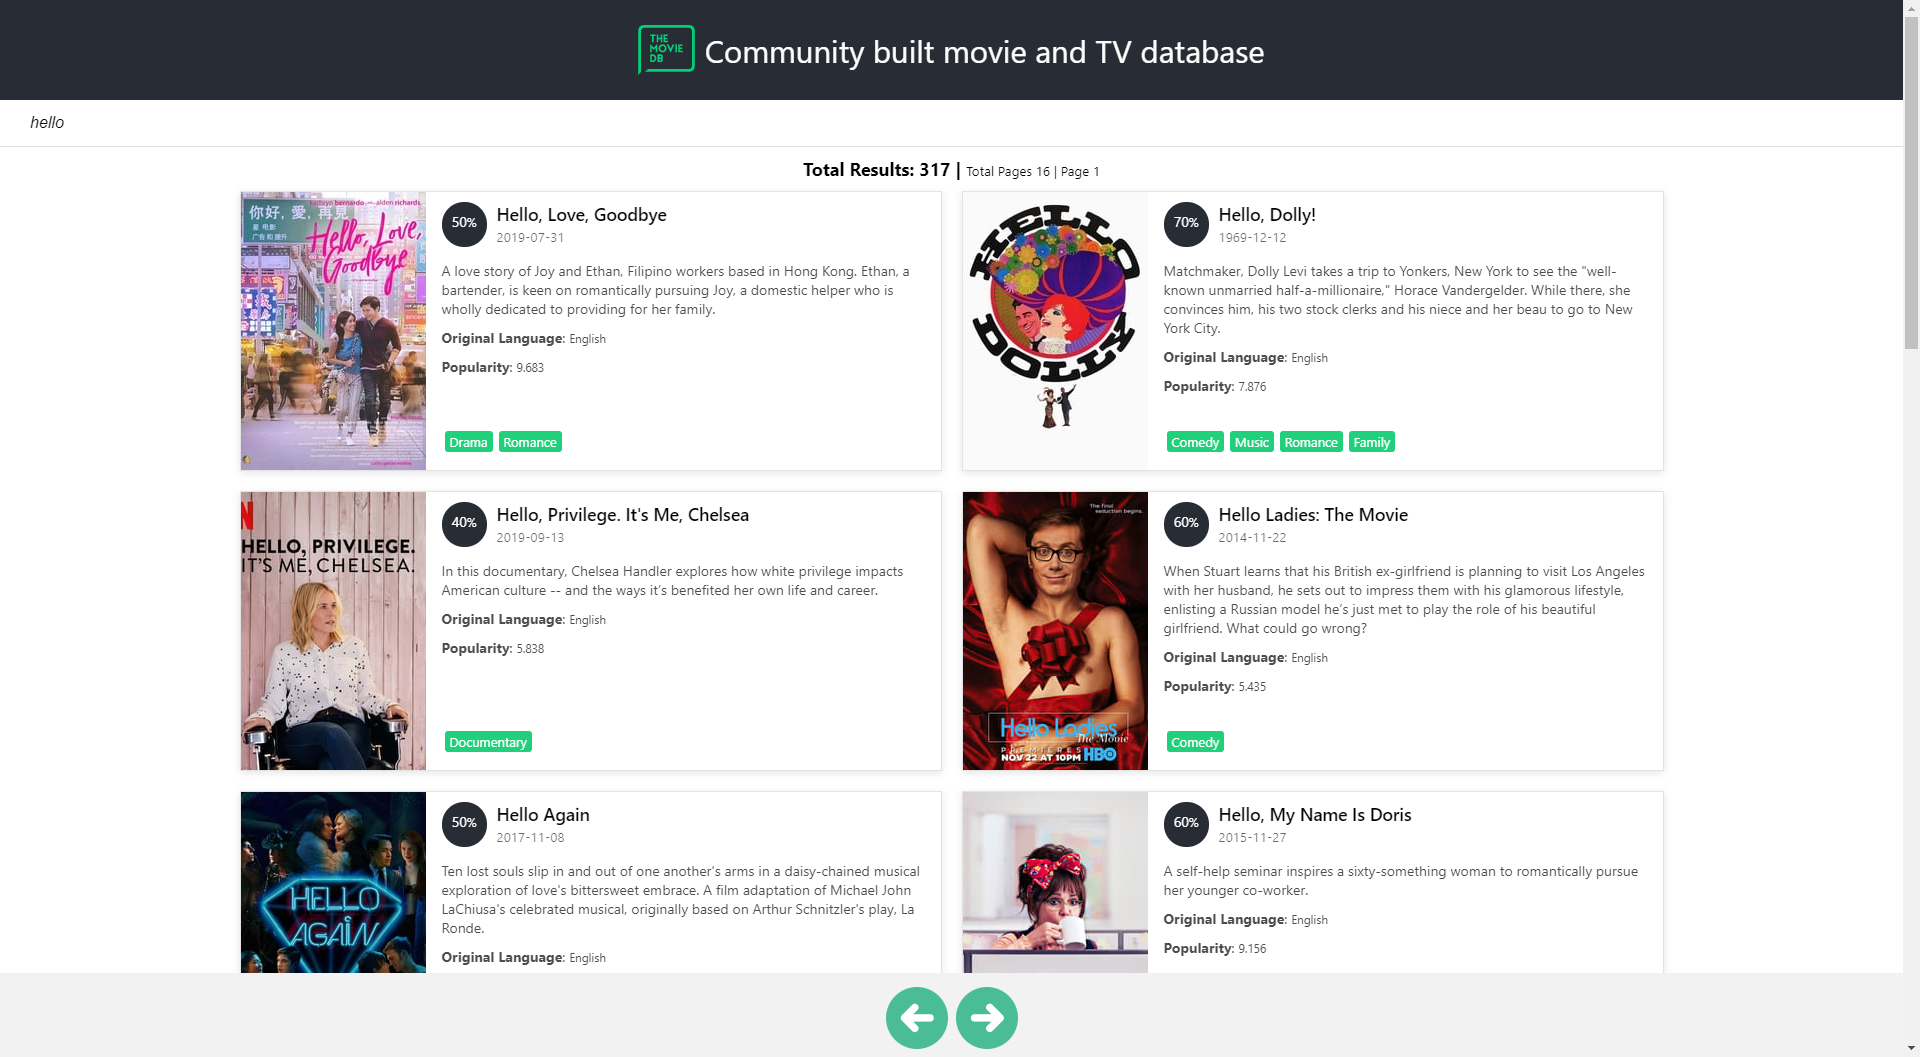 THE
MOVIE
DB
Community built movie and TV database
hello
Total Results: 317 | Total Pages 16 | Page 1
kathryn bernardo
alden richards
你好, 愛, 再見
Hello, Love,
Goodbye
50%
Hello, Love, Goodbye
2019-07-31
A love story of Joy and Ethan, Filipino workers based in Hong Kong. Ethan, a
bartender, is keen on romantically pursuing Joy, a domestic helper who is
wholly dedicated to providing for her family.
Original Language: English
Popularity: 9.683
Drama Romance
HELLO
DOLLY
70%
Hello, Dolly!
1969-12-12
Matchmaker, Dolly Levi takes a trip to Yonkers, New York to see the "well-
known unmarried half-a-millionaire," Horace Vandergelder. While there, she
convinces him, his two stock clerks and his niece and her beau to go to New
York City.
Original Language: English
Popularity: 7.876
Comedy Music Romance Family
N
HELLO, PRIVILEGE.
IT'S ME, CHELSEA.
40%
Hello, Privilege. It's Me, Chelsea
2019-09-13
In this documentary, Chelsea Handler explores how white privilege impacts
American culture -- and the ways it’s benefited her own life and career.
Original Language: English
Popularity: 5.838
Documentary
The final
seduction begins.
Hello Ladies
The Movie
PREMIERES
NOV 22 AT 10PM HBO
60%
Hello Ladies: The Movie
2014-11-22
When Stuart learns that his British ex-girlfriend is planning to visit Los Angeles
with her husband, he sets out to impress them with his glamorous lifestyle,
enlisting a Russian model he’s just met to play the role of his beautiful
girlfriend. What could go wrong?
Original Language: English
Popularity: 5.435
Comedy
HELLO
AGAIN
50%
Hello Again
2017-11-08
Ten lost souls slip in and out of one another's arms in a daisy-chained musical
exploration of love's bittersweet embrace. A film adaptation of Michael John
LaChiusa's celebrated musical, originally based on Arthur Schnitzler's play, La
Ronde.
Original Language: English
60%
Hello, My Name Is Doris
2015-11-27
A self-help seminar inspires a sixty-something woman to romantically pursue
her younger co-worker.
Original Language: English
Popularity: 9.156